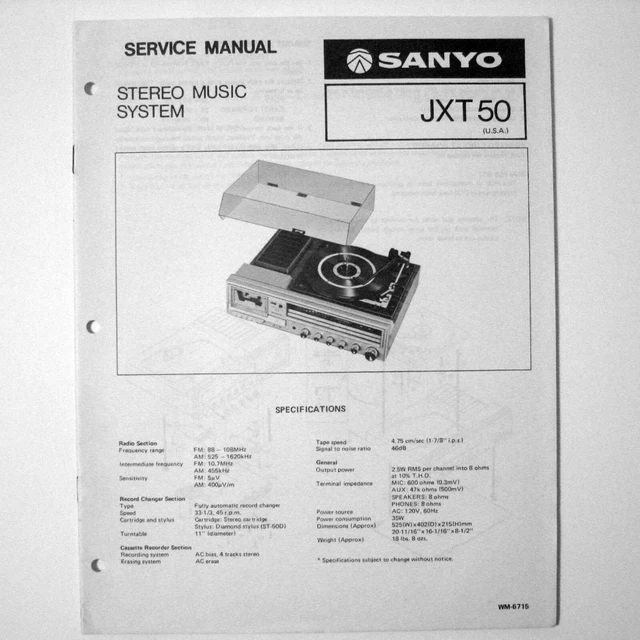 SERVICE MANUAL
SANYO
STEREO MUSIC
SYSTEM
JXT 50
(U.S.A.)
SPECIFICATIONS
Radio Section
Frequency range FM: 88 – 108MHz
AM: 525 – 1620kHz
Intermediate frequency FM: 10.7MHz
AM: 455kHz
Sensitivity FM: 5μV
AM: 400μV/m
Record Changer Section
Type Fully automatic record changer
Speed 33-1/3, 45 r.p.m.
Cartridge and stylus Cartridge: Stereo cartridge
Stylus: Diamond stylus (ST-50D)
Turntable 11" (diameter)
Cassette Recorder Section
Recording system AC bias, 4 tracks stereo
Erasing system AC erase
Tape speed 4.75 cm/sec (1-7/8" i.p.s.)
Signal to noise ratio 46dB
General
Output power 2.5W RMS per channel into 8 ohms
at 10% T.H.D.
Terminal impedance MIC: 600 ohms (0.3mV)
AUX: 47k ohms (500mV)
SPEAKERS: 8 ohms
PHONES: 8 ohms
Power source AC: 120V, 60Hz
Power consumption 35W
Dimensions (Approx.) 525(W) x 402(D) x 215(H)mm
20-11/16" x 16-1/16" x 8-1/2"
Weight (Approx.) 18 lbs. 8 ozs.
* Specifications subject to change without notice.
WM-6715